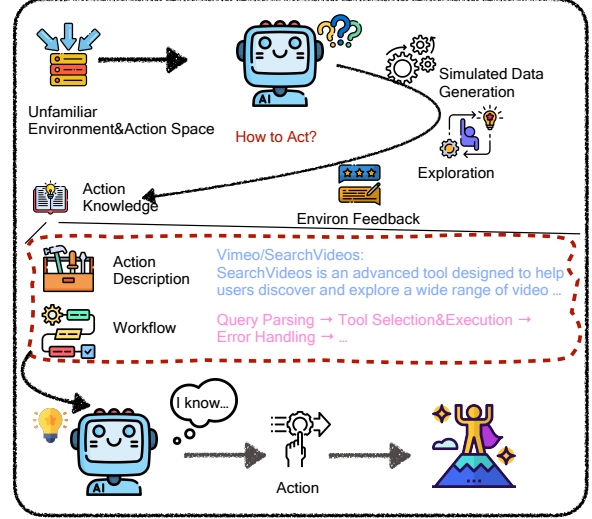 AI
Unfamiliar
Environment&Action Space
How to Act?
Simulated Data
Generation
Exploration
Environ Feedback
Action
Knowledge
Action
Description
Vimeo/SearchVideos:
SearchVideos is an advanced tool designed to help
users discover and explore a wide range of video ...
Workflow
Query Parsing → Tool Selection&Execution →
Error Handling → ...
I know...
AI
Action